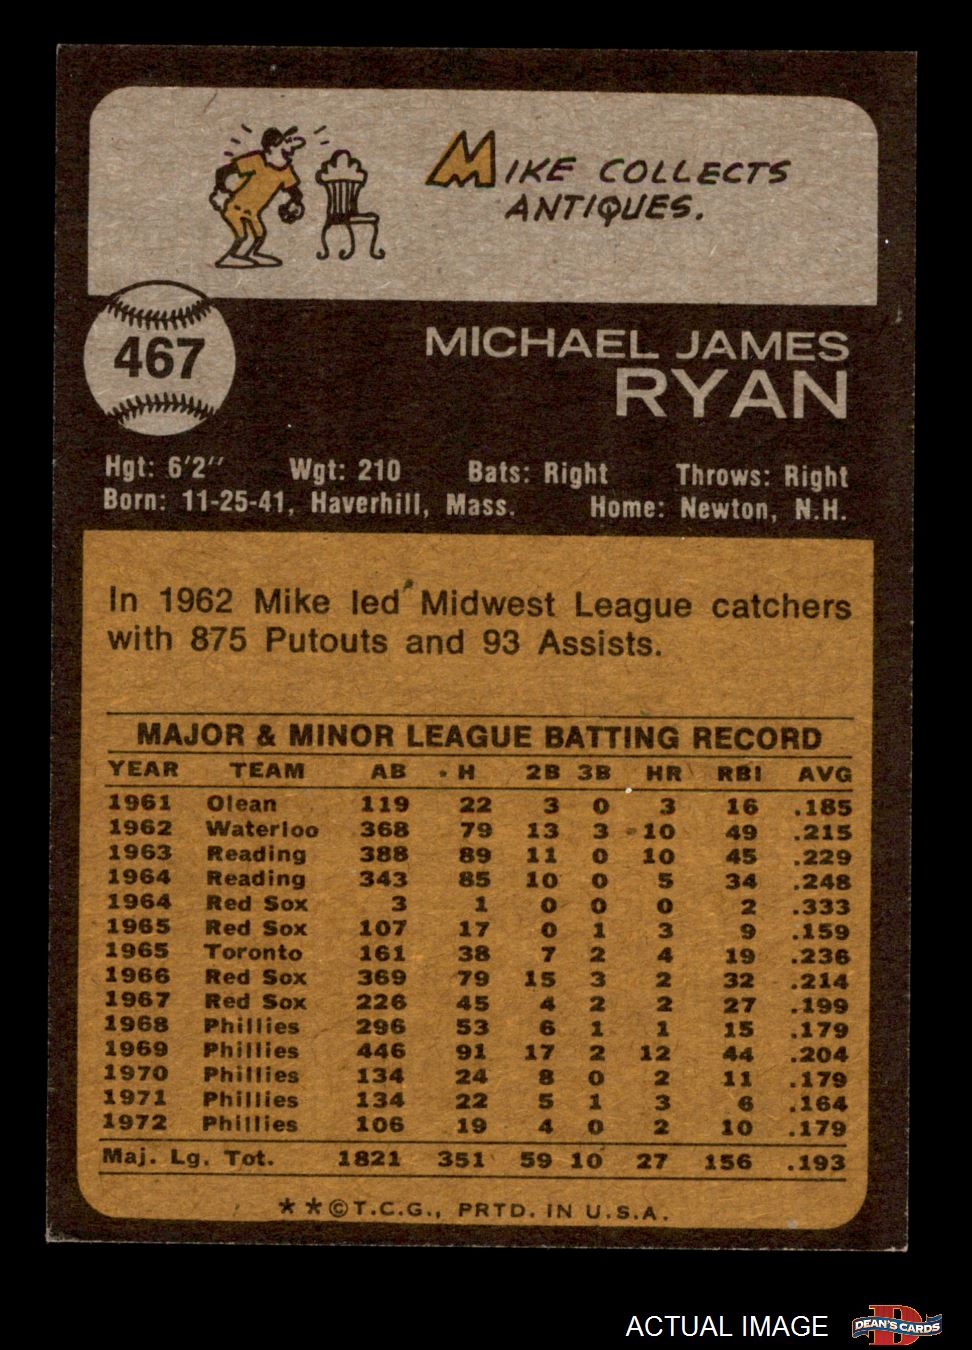 MIKE COLLECTS
ANTIQUES.
467
MICHAEL JAMES
RYAN
Hgt: 6'2" Wgt: 210 Bats: Right Throws: Right
Born: 11-25-41, Haverhill, Mass. Home: Newton, N.H.
In 1962 Mike led Midwest League catchers
with 875 Putouts and 93 Assists.
MAJOR & MINOR LEAGUE BATTING RECORD
YEAR TEAM AB H 2B 3B HR RBI AVG
1961 Olean 119 22 3 0 3 16 .185
1962 Waterloo 368 79 13 3 10 49 .215
1963 Reading 388 89 11 0 10 45 .229
1964 Reading 343 85 10 0 5 34 .248
1964 Red Sox 3 1 0 0 0 2 .333
1965 Red Sox 107 17 0 1 3 9 .159
1965 Toronto 161 38 7 2 4 19 .236
1966 Red Sox 369 79 15 3 2 32 .214
1967 Red Sox 226 45 4 2 2 27 .199
1968 Phillies 296 53 6 1 1 15 .179
1969 Phillies 446 91 17 2 12 44 .204
1970 Phillies 134 24 8 0 2 11 .179
1971 Phillies 134 22 5 1 3 6 .164
1972 Phillies 106 19 4 0 2 10 .179
Maj. Lg. Tot. 1821 351 59 10 27 156 .193
**©T.C.G., PRTD. IN U.S.A.
ACTUAL IMAGE
D
DEAN'S CARDS